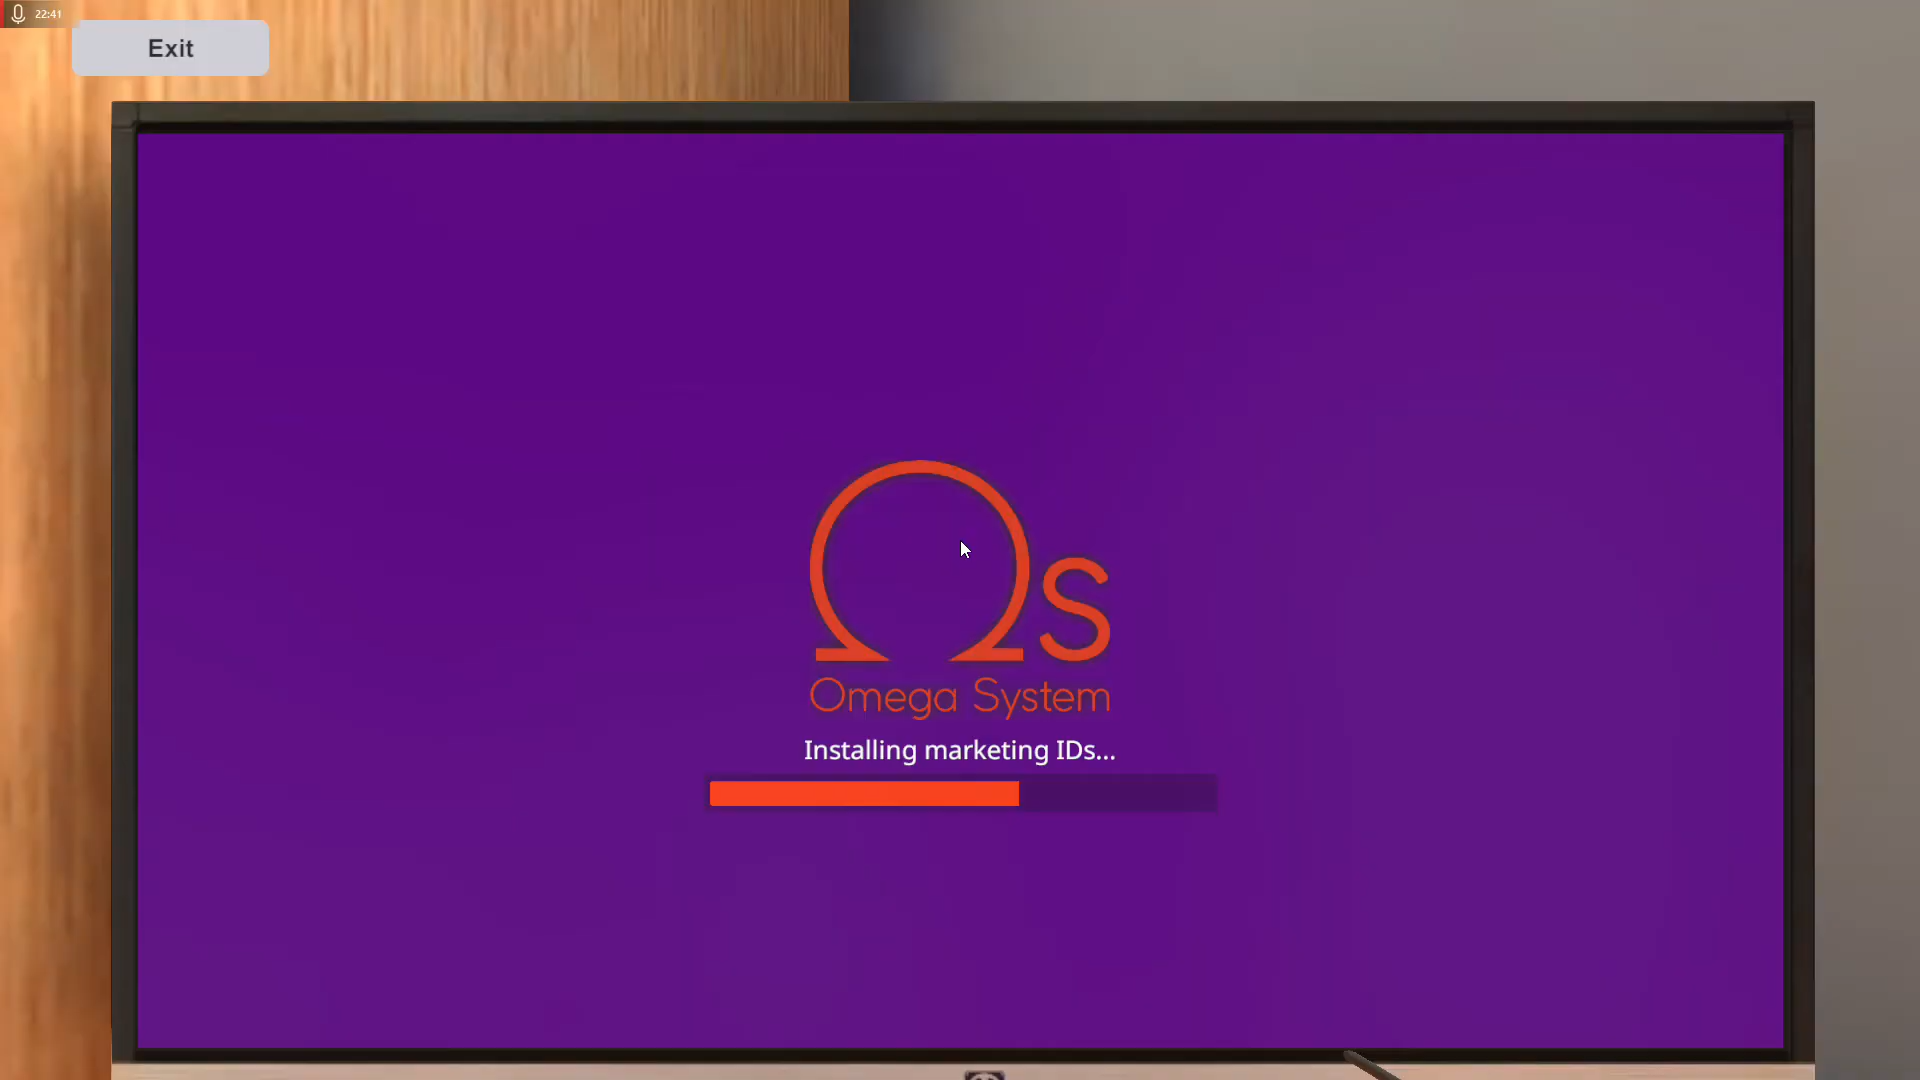 22:41
Exit
Ωs
Omega System
Installing marketing IDs...